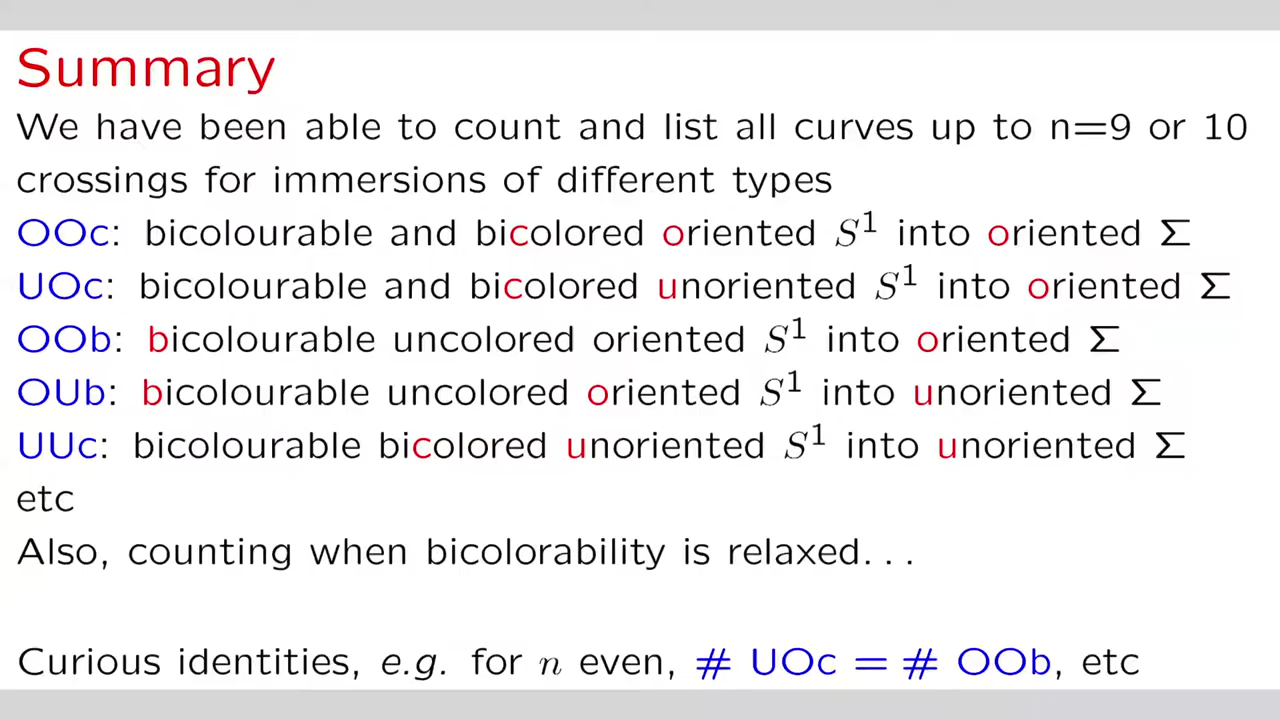 Summary
We have been able to count and list all curves up to n=9 or 10
crossings for immersions of different types
OOc: bicolourable and bicolored oriented S¹ into oriented Σ
UOc: bicolourable and bicolored unoriented S¹ into oriented Σ
OOb: bicolourable uncolored oriented S¹ into oriented Σ
OUb: bicolourable uncolored oriented S¹ into unoriented Σ
UUc: bicolourable bicolored unoriented S¹ into unoriented Σ
etc
Also, counting when bicolorability is relaxed...
Curious identities, e.g. for n even, # UOc = # OOb, etc